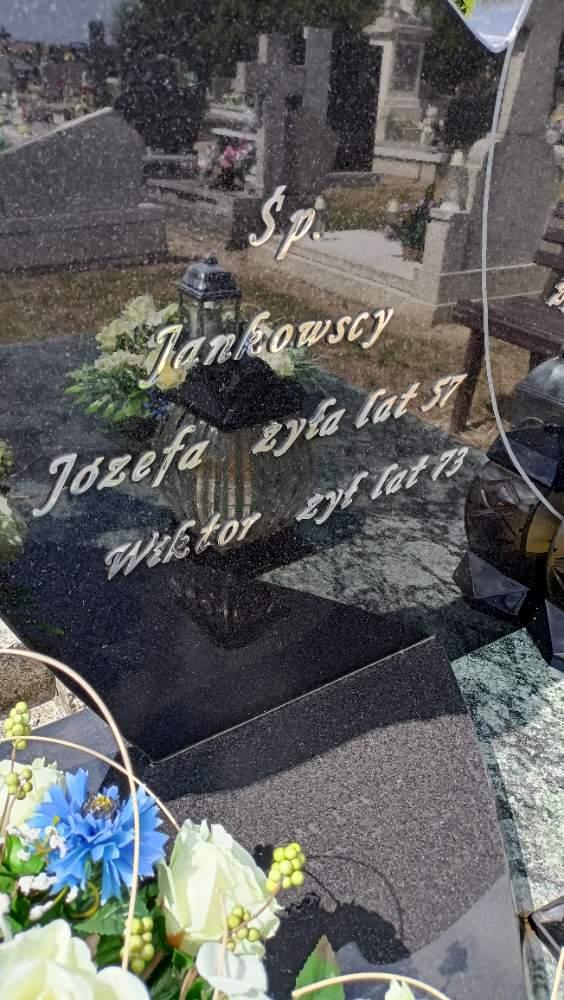 Śp.
Jankowscy
Józefa żyła lat 57
Wiktor żył lat 73